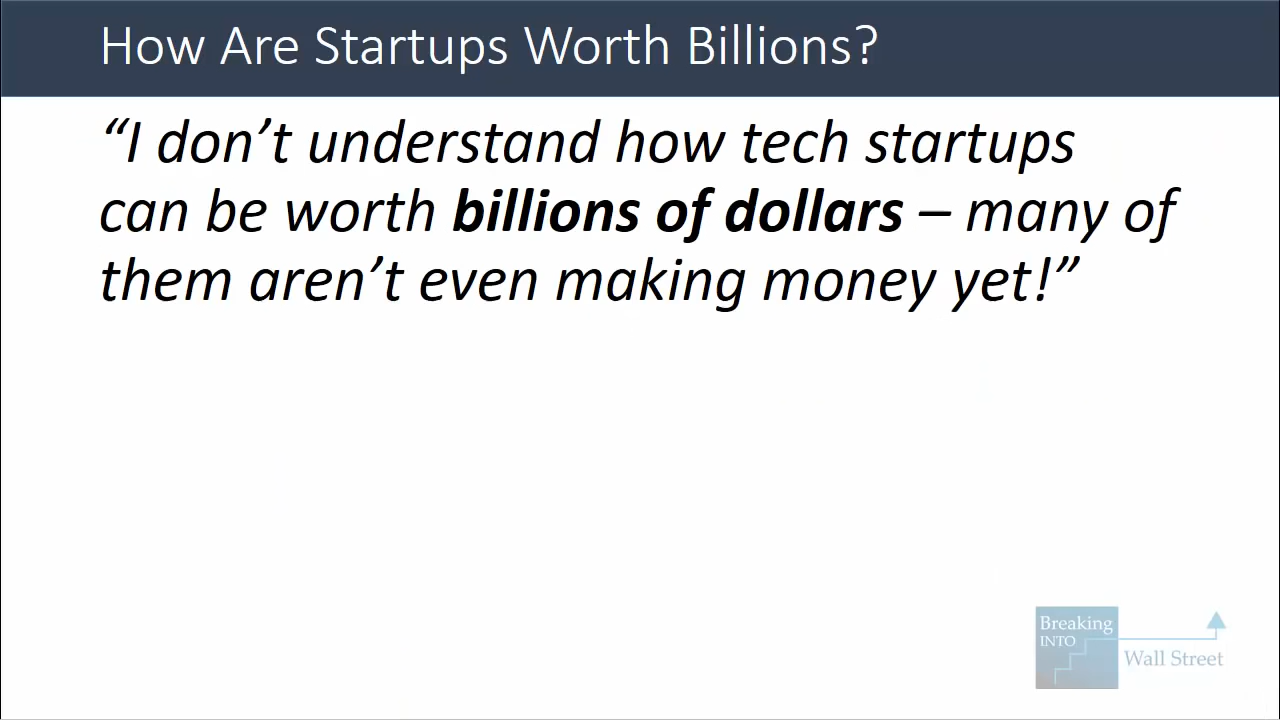 How Are Startups Worth Billions?
“I don’t understand how tech startups
can be worth billions of dollars – many of
them aren’t even making money yet!”
Breaking
INTO
Wall Street